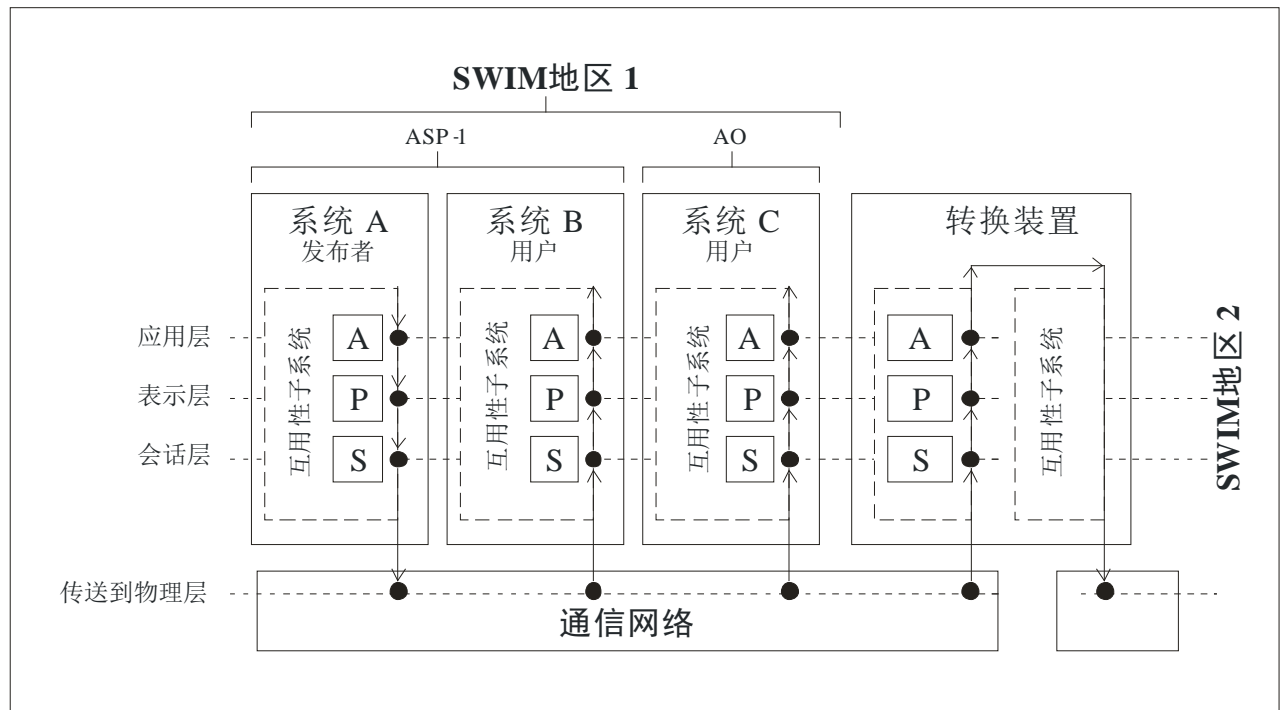 SWIM地区 1
ASP-1
AO
系统 A
发布者
系统 B
用户
系统 C
用户
转换装置
互用性子系统
互用性子系统
互用性子系统
互用性子系统
应用层
A
A
A
A
表示层
P
P
P
P
会话层
S
S
S
S
SWIM地区 2
传送到物理层
通信网络